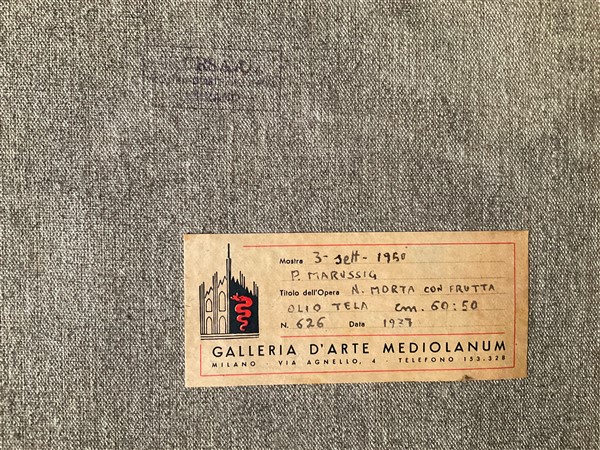 Mostra 3 - sett - 1950
P. MARUSSIG
Titolo dell'Opera N. MORTA CON FRUTTA
OLIO TELA cm. 60:50
N. 626 Data 1937
GALLERIA D'ARTE MEDIOLANUM
MILANO · VIA AGNELLO, 4 · TELEFONO 153.328